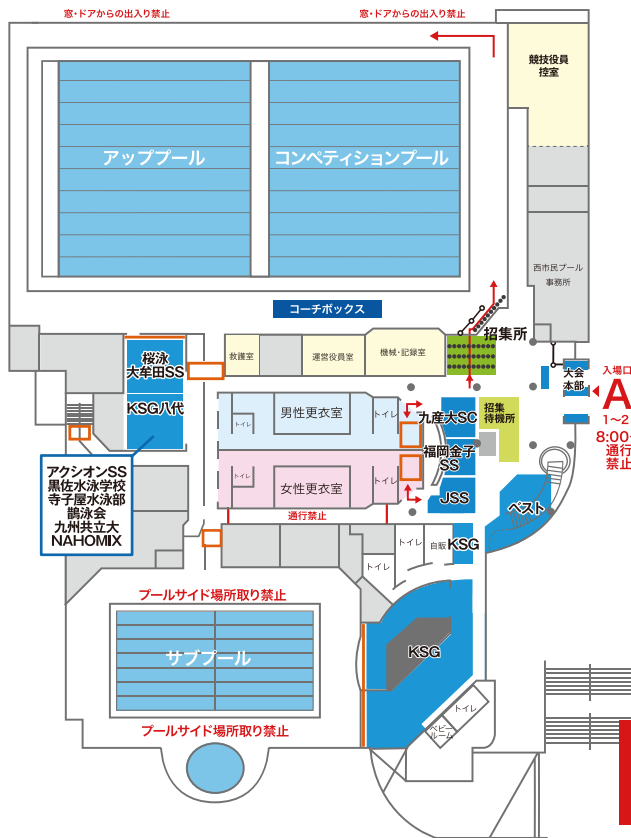 窓・ドアからの出入り禁止
窓・ドアからの出入り禁止
競技役員
控室
アッププール
コンペティションプール
西市民プール
事務所
コーチボックス
招集所
救護室
運営役員室
機械・記録室
桜泳
大牟田SS
KSG八代
大会
本部
入場口
A
1〜2
8:00〜
通行
禁止
男性更衣室
トイレ
トイレ
九産大SC
招集
待機所
福岡金子
SS
女性更衣室
トイレ
トイレ
JSS
ベスト
アクシオンSS
黒佐水泳学校
寺子屋水泳部
鵲泳会
九州共立大
NAHOMIX
通行禁止
トイレ
自販
KSG
トイレ
プールサイド場所取り禁止
サブプール
KSG
プールサイド場所取り禁止
トイレ
ベビー
ルーム